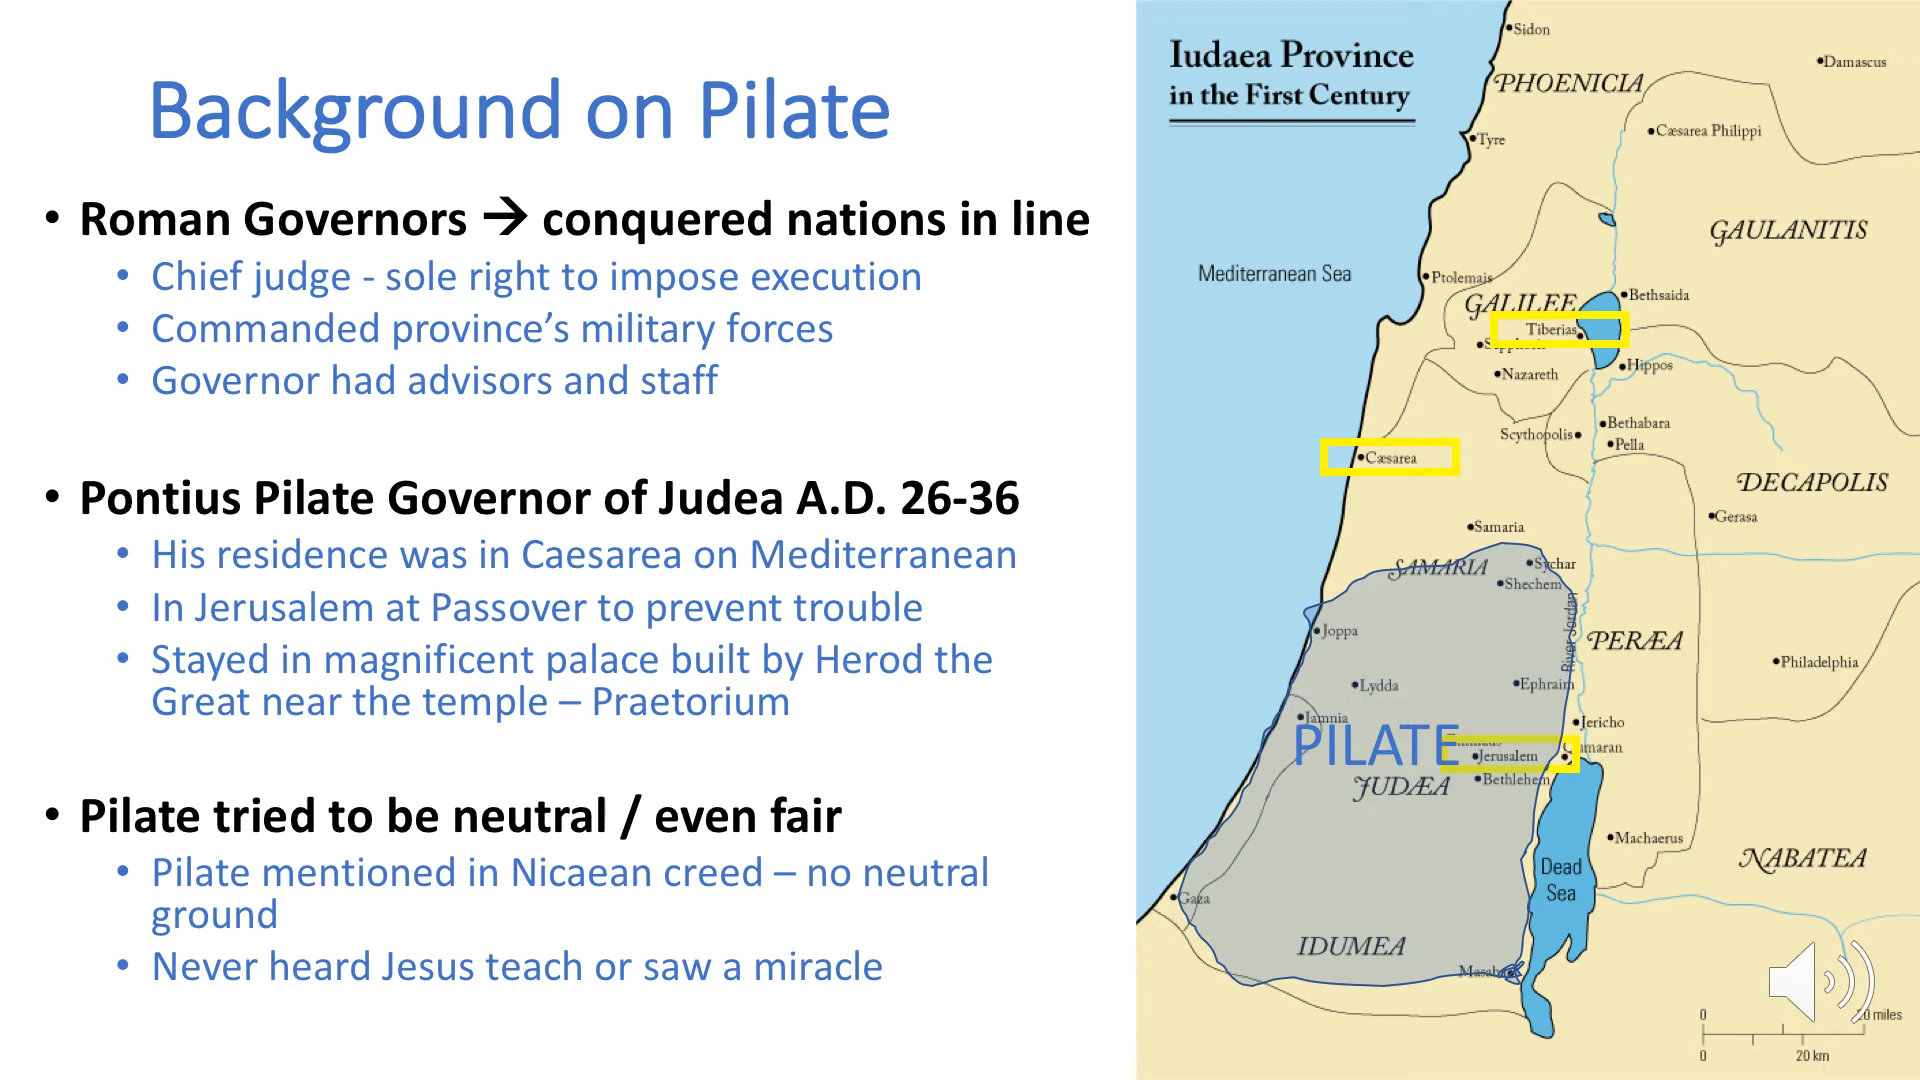 Background on Pilate
• Roman Governors → conquered nations in line
• Chief judge - sole right to impose execution
• Commanded province’s military forces
• Governor had advisors and staff
• Pontius Pilate Governor of Judea A.D. 26-36
• His residence was in Caesarea on Mediterranean
• In Jerusalem at Passover to prevent trouble
• Stayed in magnificent palace built by Herod the
Great near the temple – Praetorium
• Pilate tried to be neutral / even fair
• Pilate mentioned in Nicaean creed – no neutral
ground
• Never heard Jesus teach or saw a miracle
Iudaea Province
in the First Century
Sidon
Damascus
PHOENICIA
Cæsarea Philippi
Tyre
GAULANITIS
Mediterranean Sea
Ptolemais
Bethsaida
GALILEE
Tiberias
Hippos
Nazareth
Bethabara
Scythopolis
Pella
Cæsarea
DECAPOLIS
Gerasa
Samaria
SAMARIA
Sychar
Shechem
River Jordan
Joppa
PERÆA
Philadelphia
Lydda
Ephraim
Jamnia
Jericho
PILATE
Jerusalem
JUDÆA
Bethlehem
Machaerus
NABATEA
Dead
Sea
Gaza
IDUMEA
0
miles
0
20 km